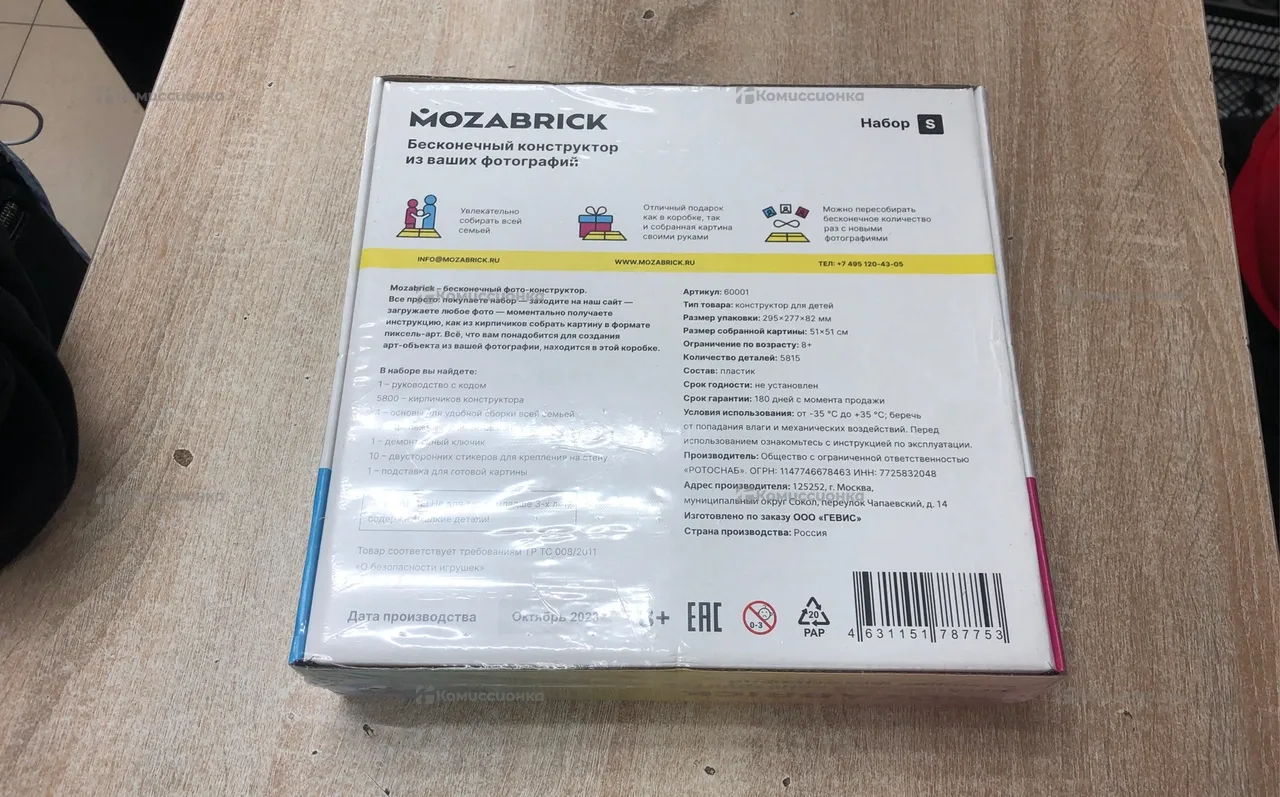 MOZABRICK
Набор S
Бесконечный конструктор
из ваших фотографий
Увлекательно
собирать всей
семьей
Отличный подарок
как в коробке, так
и собранная картина
своими руками
Можно пересобирать
бесконечное количество
раз с новыми
фотографиями
INFO@MOZABRICK.RU
WWW.MOZABRICK.RU
ТЕЛ: +7 495 120-43-05
Mozabrick – бесконечный фото-конструктор.
Все просто: покупаете набор — заходите на наш сайт —
загружаете любое фото — моментально получаете
инструкцию, как из кирпичиков собрать картину в формате
пиксель-арт. Всё, что вам понадобится для создания
арт-объекта из вашей фотографии, находится в этой коробке.
В наборе вы найдете:
1 – руководство с кодом
5800 – кирпичиков конструктора
основы для удобной сборки всей семьей
1 – демонтажный ключик
10 – двусторонних стикеров для крепления на стену
1 – подставка для готовой картины
Не для 3-х лет.
мелкие детали
Товар соответствует требованиям ТР ТС 008/2011
«О безопасности игрушек»
Дата производства
Октябрь 2023
Артикул: 60001
Тип товара: конструктор для детей
Размер упаковки: 295×277×82 мм
Размер собранной картины: 51×51 см
Ограничение по возрасту: 8+
Количество деталей: 5815
Состав: пластик
Срок годности: не установлен
Срок гарантии: 180 дней с момента продажи
Условия использования: от -35 °C до +35 °C; беречь
от попадания влаги и механических воздействий. Перед
использованием ознакомьтесь с инструкцией по эксплуатации.
Производитель: Общество с ограниченной ответственностью
«РОТОСНАБ». ОГРН: 1147746678463 ИНН: 7725832048
Адрес производителя: 125252, г. Москва,
муниципальный округ Сокол, переулок Чапаевский, д. 14
Изготовлено по заказу ООО «ГЕВИС»
Страна производства: Россия
EAC
0-3
20
PAP
4 631151 787753
Комиссионка
Комиссионка
Комиссионка
Комиссионка
Комиссионка